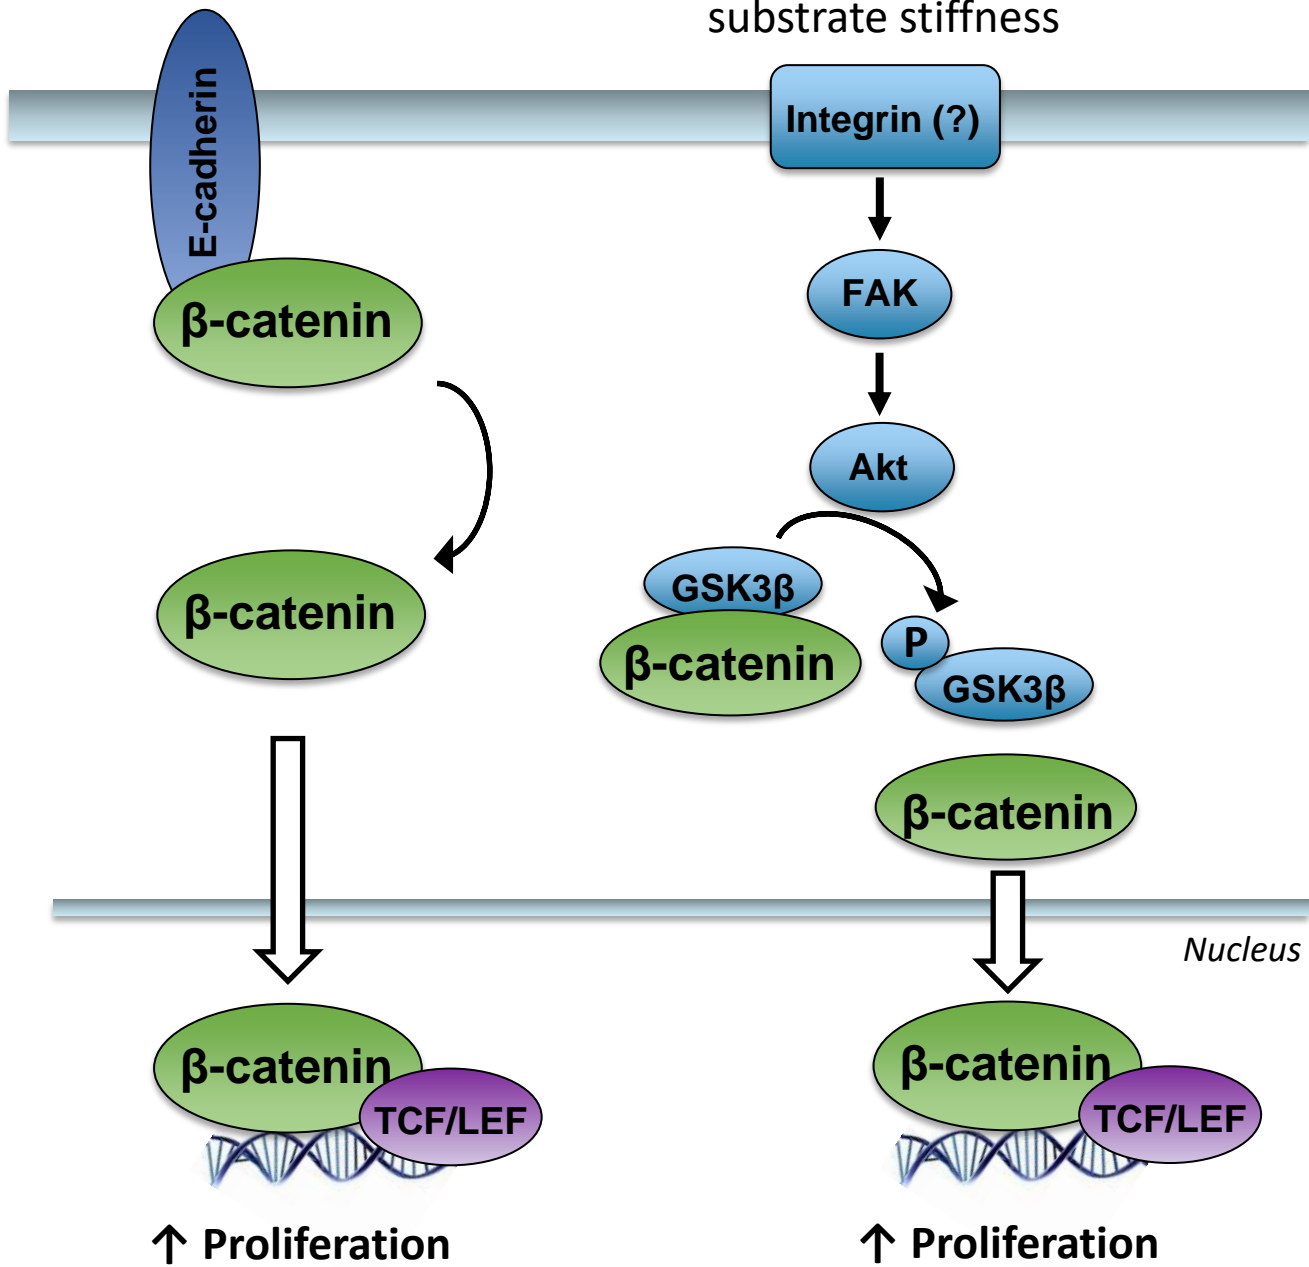 substrate stiffness
E-cadherin
β-catenin
β-catenin
β-catenin
TCF/LEF
↑ Proliferation
Integrin (?)
FAK
Akt
GSK3β
β-catenin
P
GSK3β
β-catenin
Nucleus
β-catenin
TCF/LEF
↑ Proliferation